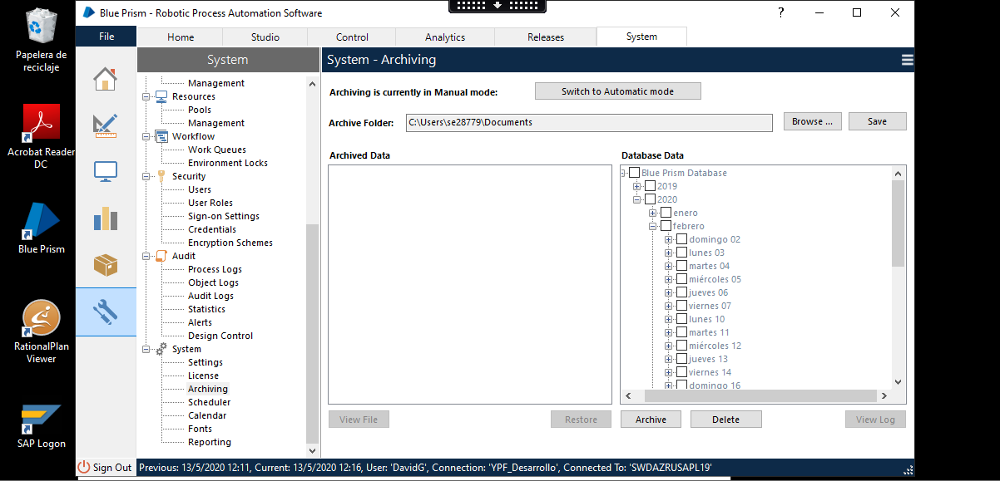 Papelera de
reciclaje
Acrobat Reader
DC
Blue Prism
RationalPlan
Viewer
SAP Logon
Blue Prism - Robotic Process Automation Software
?
File
Home
Studio
Control
Analytics
Releases
System
System
Management
Resources
Pools
Management
Workflow
Work Queues
Environment Locks
Security
Users
User Roles
Sign-on Settings
Credentials
Encryption Schemes
Audit
Process Logs
Object Logs
Audit Logs
Statistics
Alerts
Design Control
System
Settings
License
Archiving
Scheduler
Calendar
Fonts
Reporting
System - Archiving
Archiving is currently in Manual mode:
Switch to Automatic mode
Archive Folder:
C:\Users\se28779\Documents
Browse ...
Save
Archived Data
Database Data
Blue Prism Database
2019
2020
enero
febrero
domingo 02
lunes 03
martes 04
miércoles 05
jueves 06
viernes 07
lunes 10
martes 11
miércoles 12
jueves 13
viernes 14
domingo 16
View File
Restore
Archive
Delete
View Log
Sign Out
Previous: 13/5/2020 12:11, Current: 13/5/2020 12:16, User: 'DavidG', Connection: 'YPF_Desarrollo', Connected To: 'SWDAZRUSAPL19'